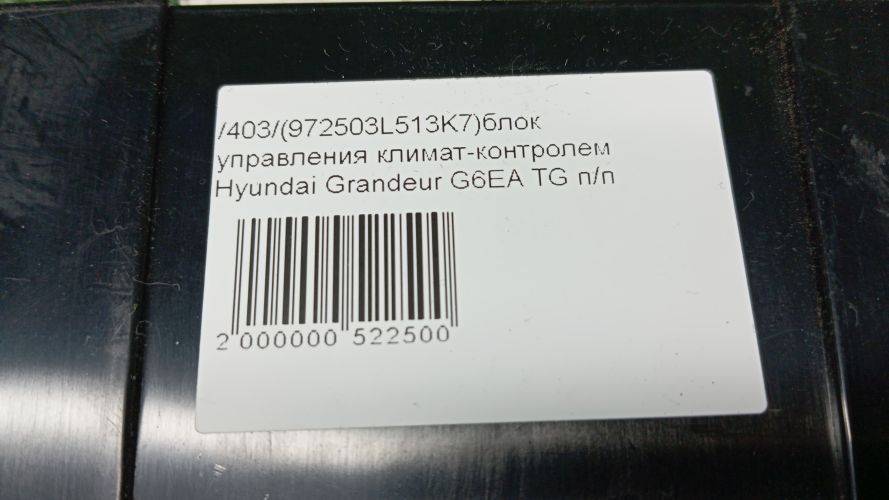 /403/(972503L513K7)блок
управления климат-контролем
Hyundai Grandeur G6EA TG п/п
2 000000 522500